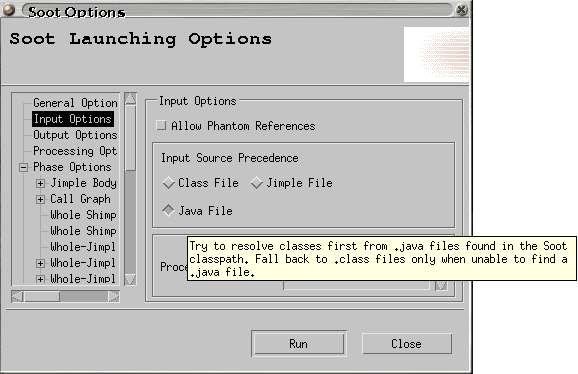 Soot Options
Soot Launching Options
General Option
Input Options
Output Options
Processing Opt
Phase Options
Jimple Body
Call Graph
Whole Shimp
Whole Shimp
Whole-Jimpl
Whole-Jimpl
Whole-Jimpl
Input Options
Allow Phantom References
Input Source Precedence
Class File
Jimple File
Java File
Try to resolve classes first from .java files found in the Soot
classpath. Fall back to .class files only when unable to find a
.java file.
Proce
Run
Close